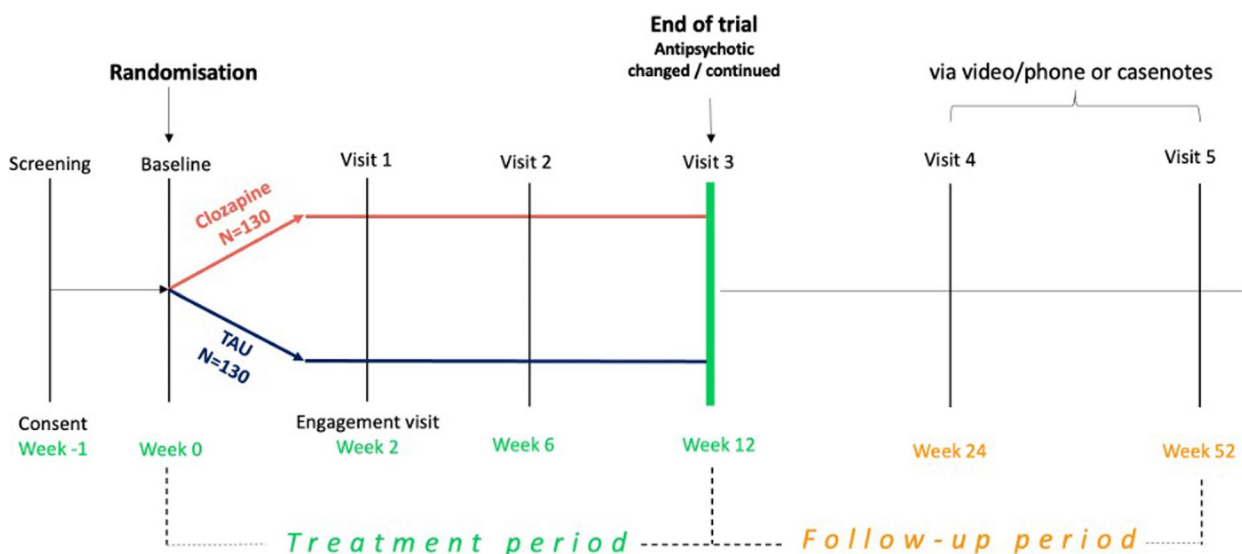 End of trial
Antipsychotic
changed / continued
Randomisation
via video/phone or casenotes
Screening
Baseline
Visit 1
Visit 2
Visit 3
Visit 4
Visit 5
Clozapine
N=130
TAU
N=130
Consent
Week -1
Week 0
Engagement visit
Week 2
Week 6
Week 12
Week 24
Week 52
Treatment period
Follow-up period